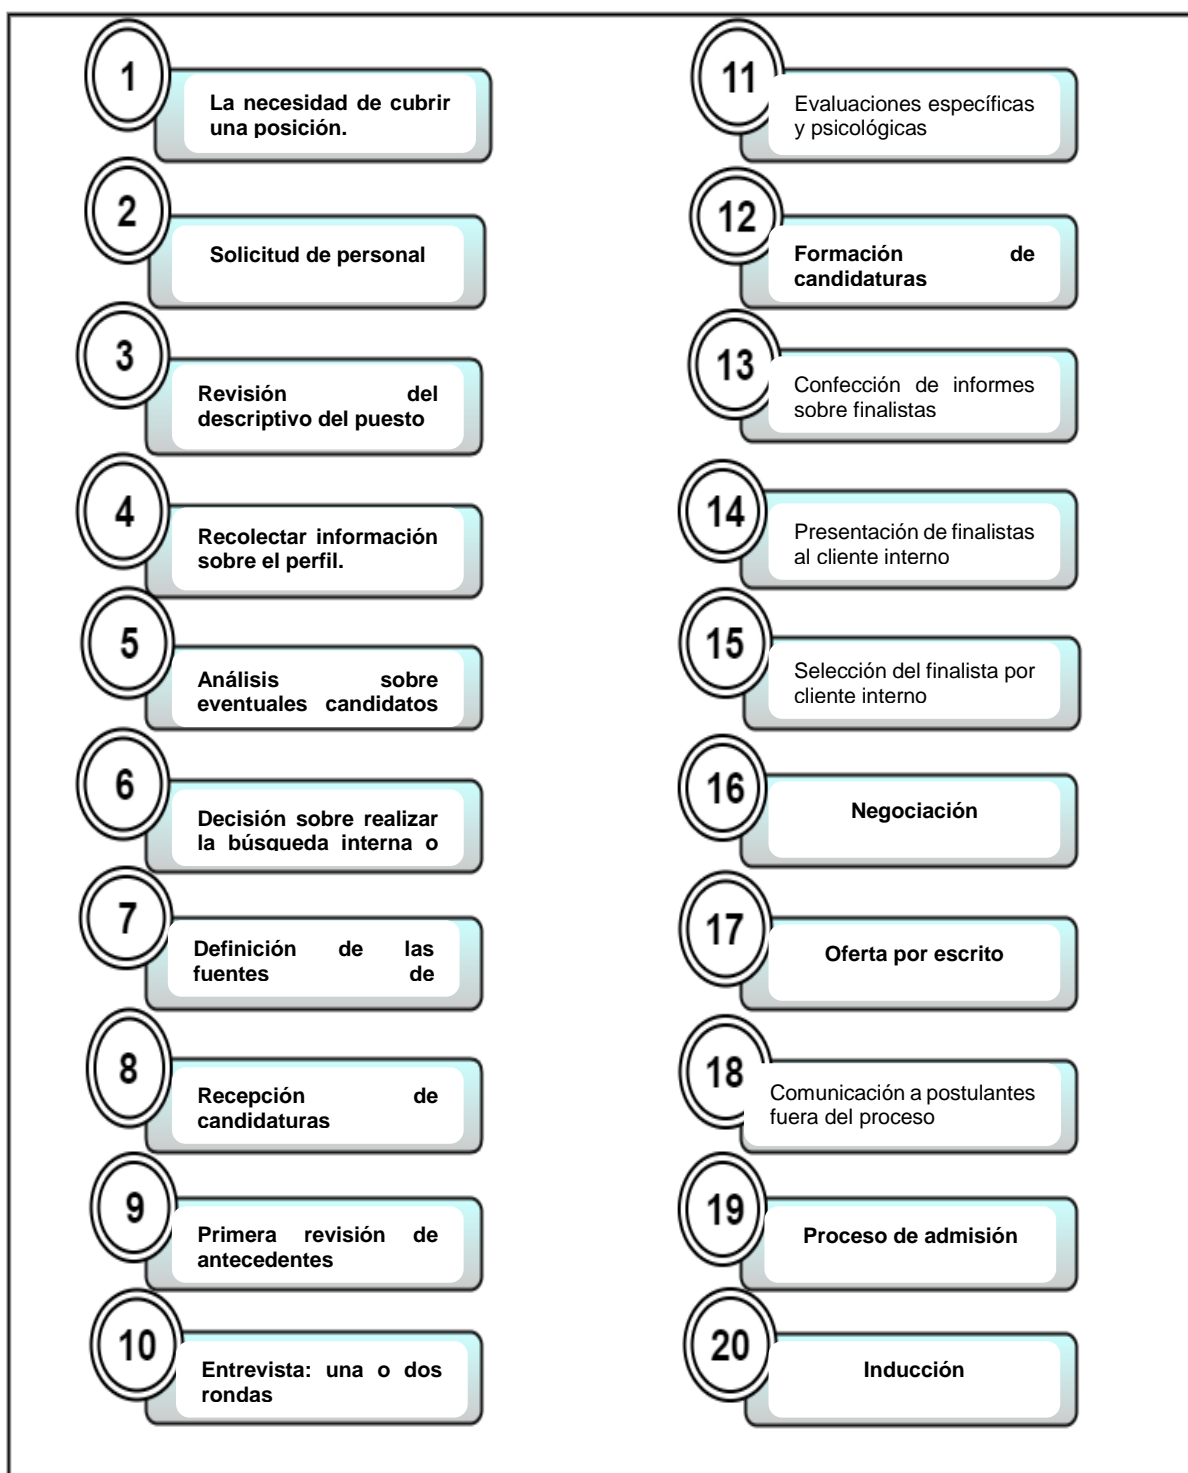 1
La necesidad de cubrir
una posición.
2
Solicitud de personal
3
Revisión del
descriptivo del puesto
4
Recolectar información
sobre el perfil.
5
Análisis sobre
eventuales candidatos
6
Decisión sobre realizar
la búsqueda interna o
7
Definición de las
fuentes de
8
Recepción de
candidaturas
9
Primera revisión de
antecedentes
10
Entrevista: una o dos
rondas
11
Evaluaciones específicas
y psicológicas
12
Formación de
candidaturas
13
Confección de informes
sobre finalistas
14
Presentación de finalistas
al cliente interno
15
Selección del finalista por
cliente interno
16
Negociación
17
Oferta por escrito
18
Comunicación a postulantes
fuera del proceso
19
Proceso de admisión
20
Inducción